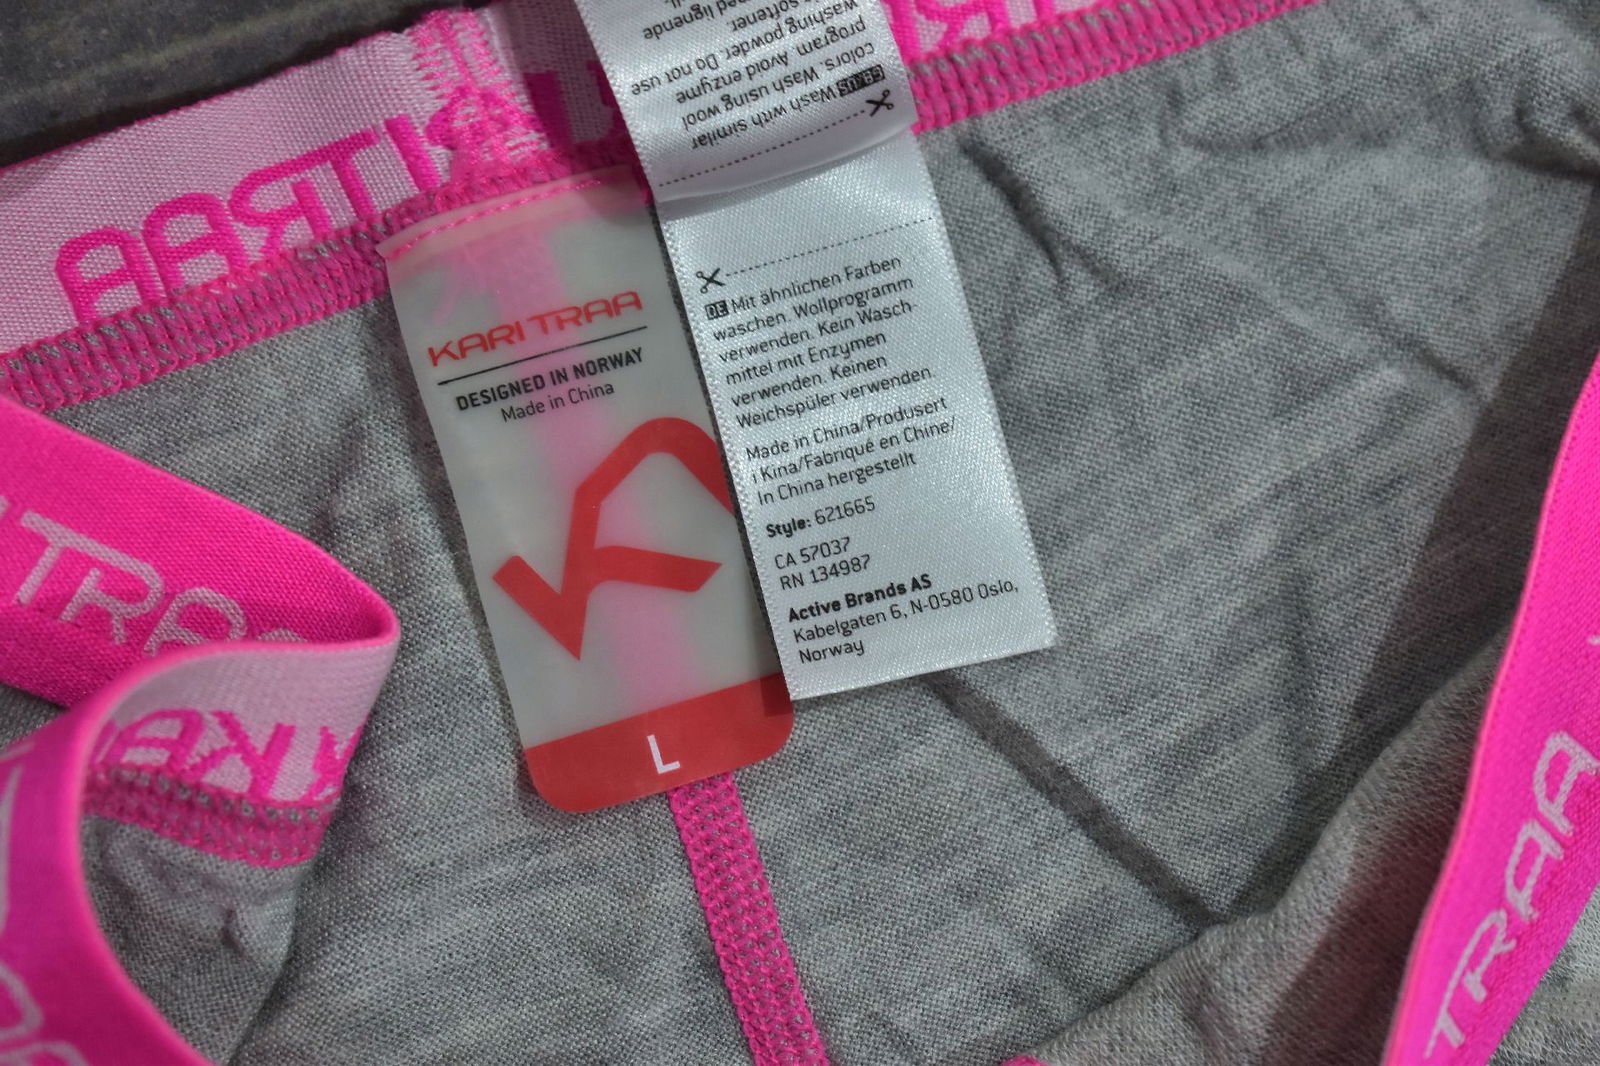 KARI TRAA
DESIGNED IN NORWAY
Made in China
L
GB,US Wash with similar
colors. Wash using wool
program. Avoid enzyme
washing powder. Do not use
softener.
lignende
DE Mit ähnlichen Farben
waschen. Wollprogramm
verwenden. Kein Wasch-
mittel mit Enzymen
verwenden. Keinen
Weichspüler verwenden
Made in China/Produsert
i Kina/Fabriqué en Chine/
In China hergestellt
Style: 621665
CA 57037
RN 134987
Active Brands AS
Kabelgaten 6, N-0580 Oslo,
Norway
TRAA
TRAA